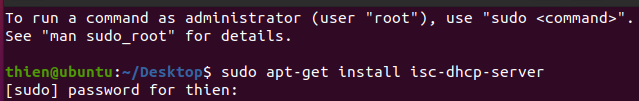 To run a command as administrator (user "root"), use "sudo <command>".
See "man sudo_root" for details.
thien@ubuntu:~/Desktop$ sudo apt-get install isc-dhcp-server
[sudo] password for thien: